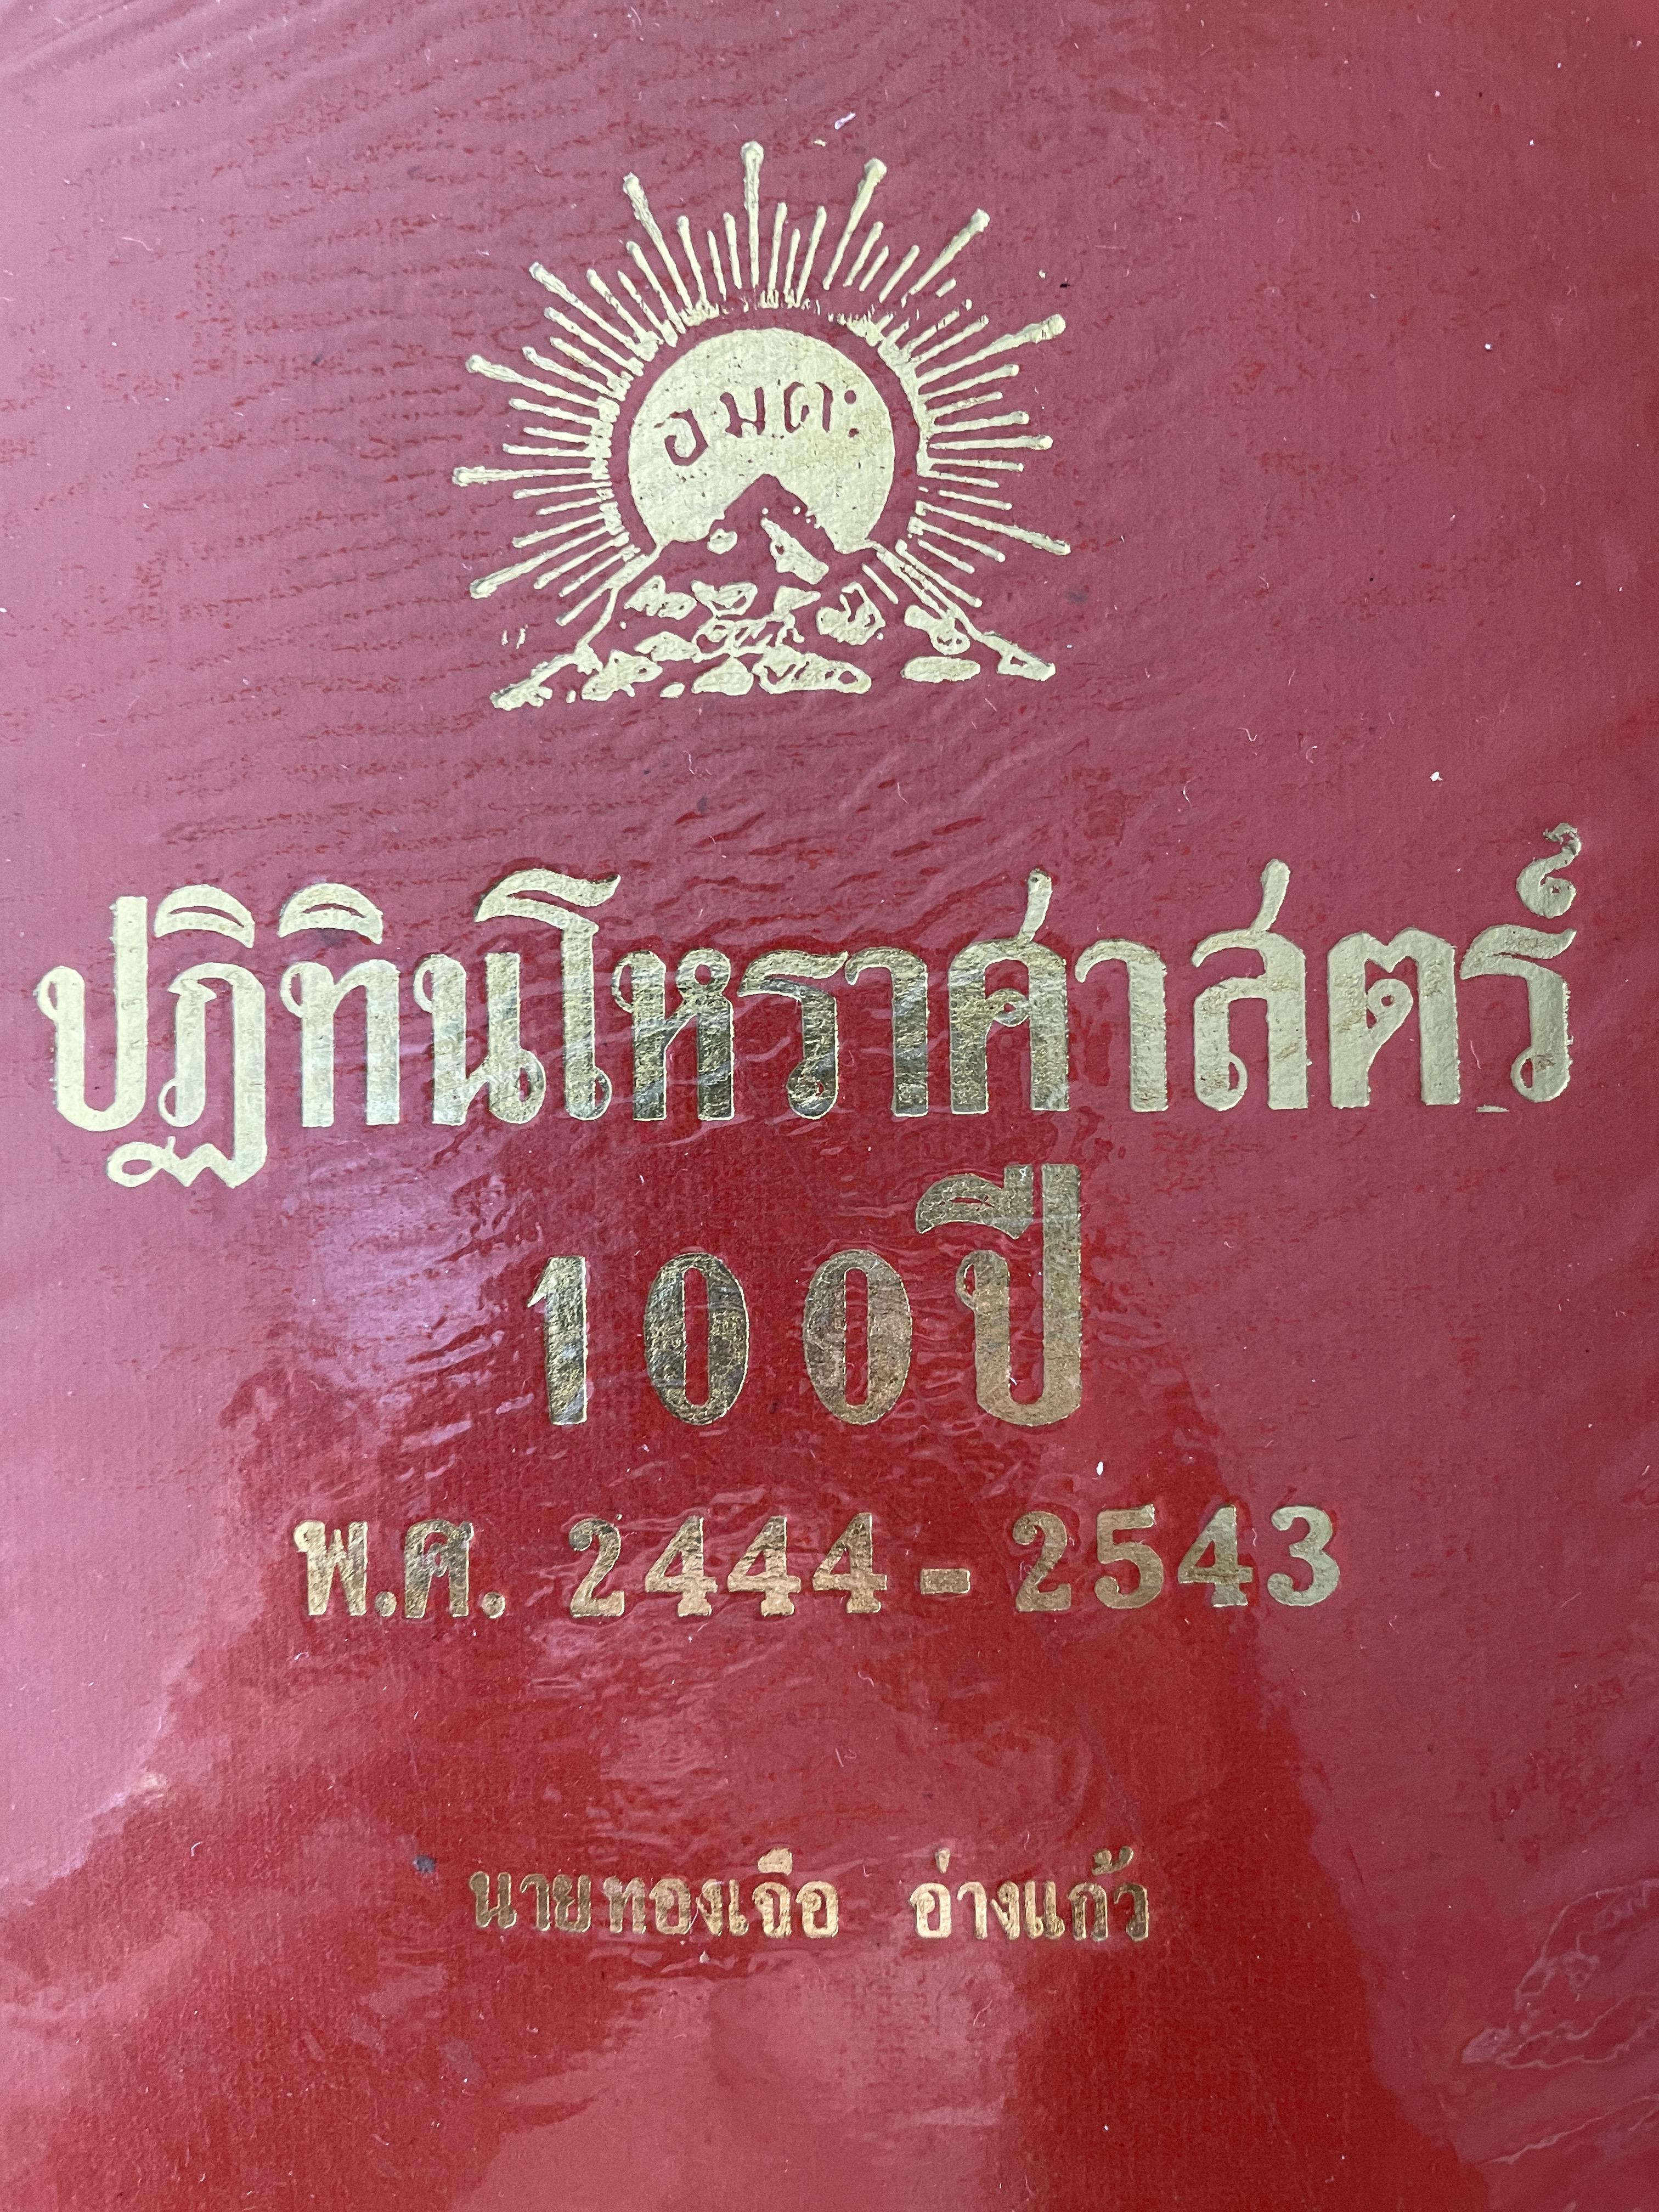 อมตะ
ปฏิทินโหราศาสตร์
100ปี
พ.ศ. 2444-2543
นายทองเจือ อ่างแก้ว